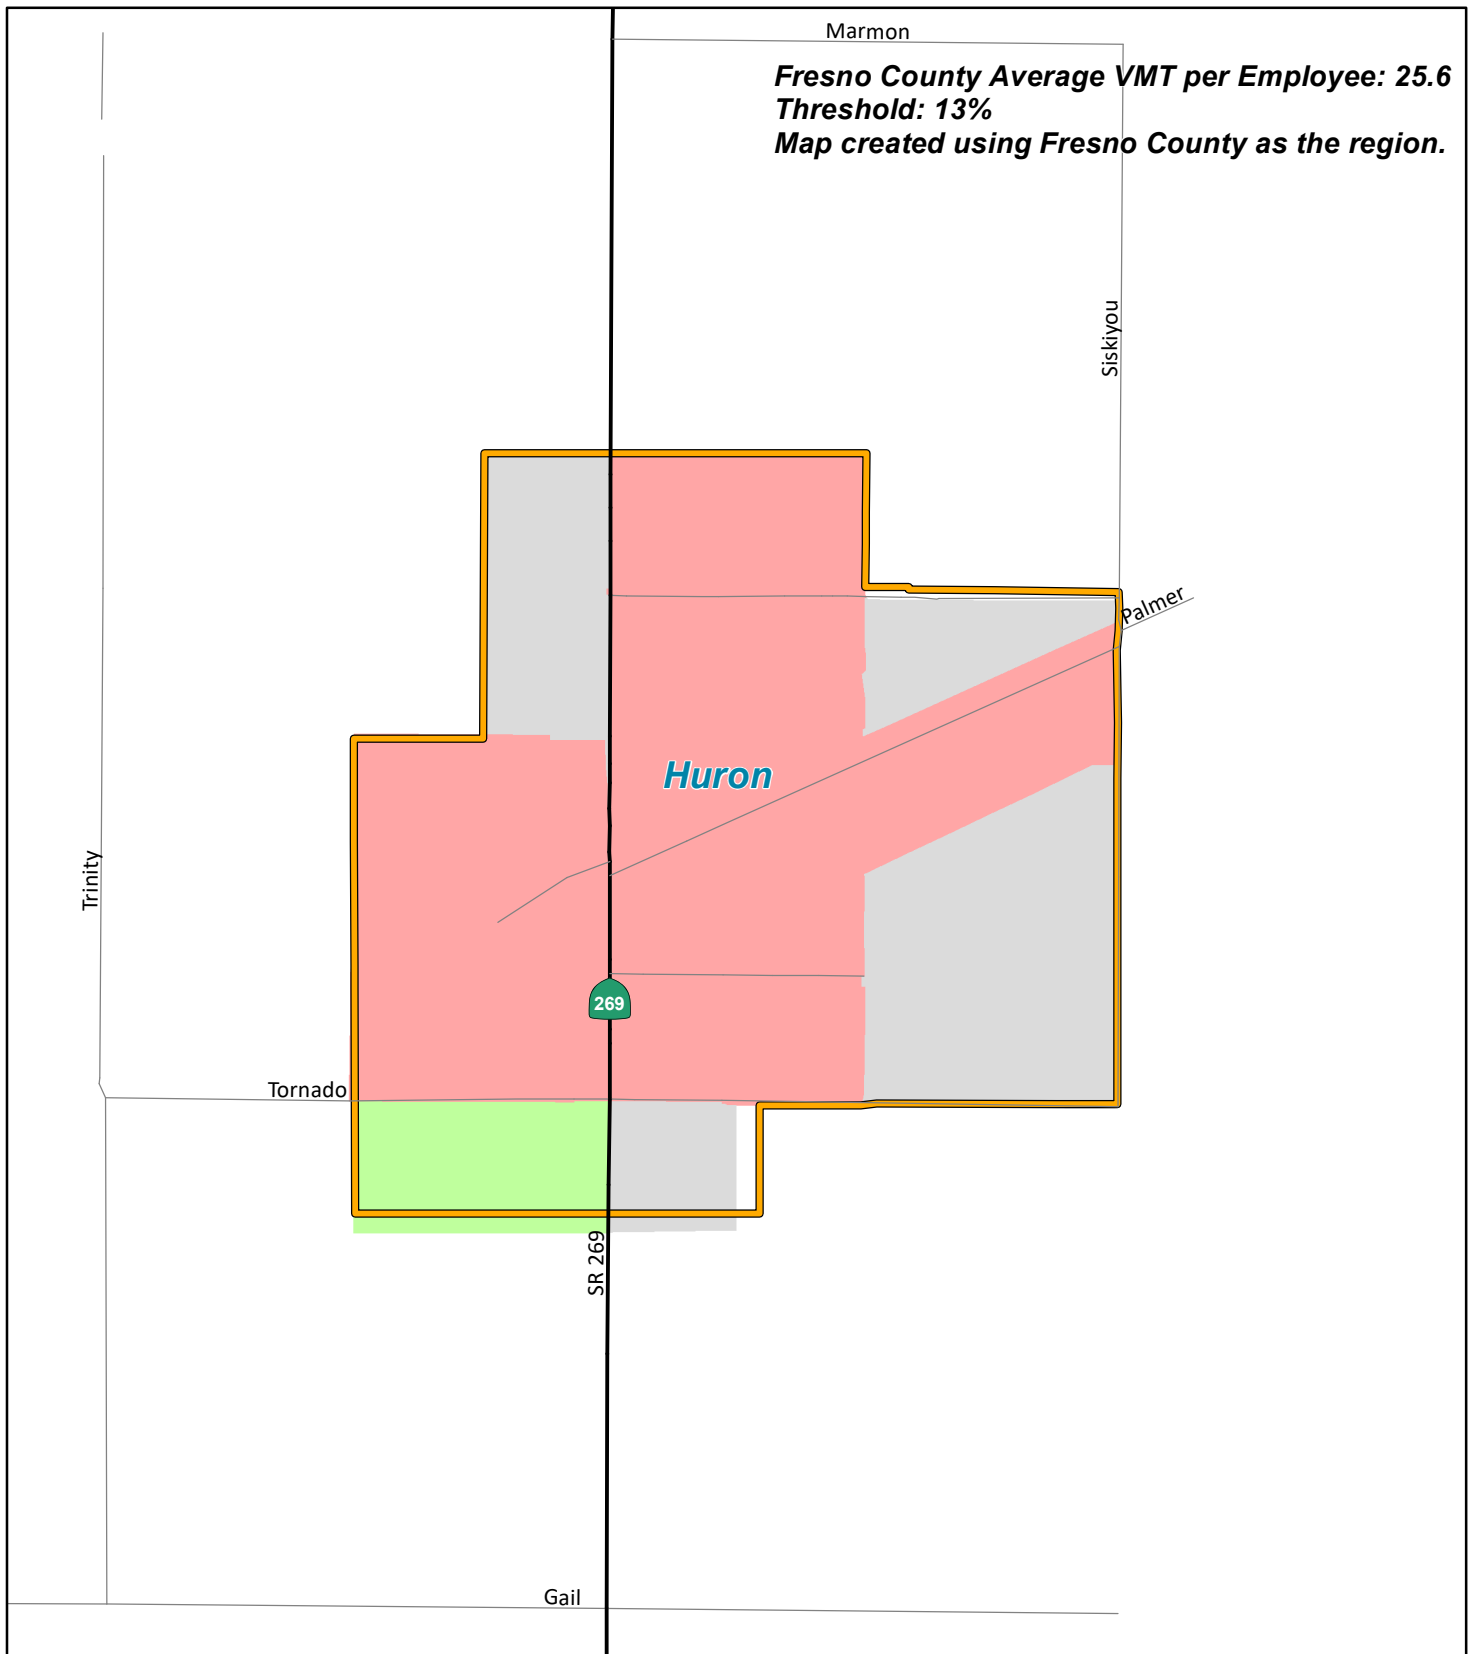 Marmon
Fresno County Average VMT per Employee: 25.6
Threshold: 13%
Map created using Fresno County as the region.
Siskiyou
Palmer
Huron
Trinity
269
Tornado
SR 269
Gail